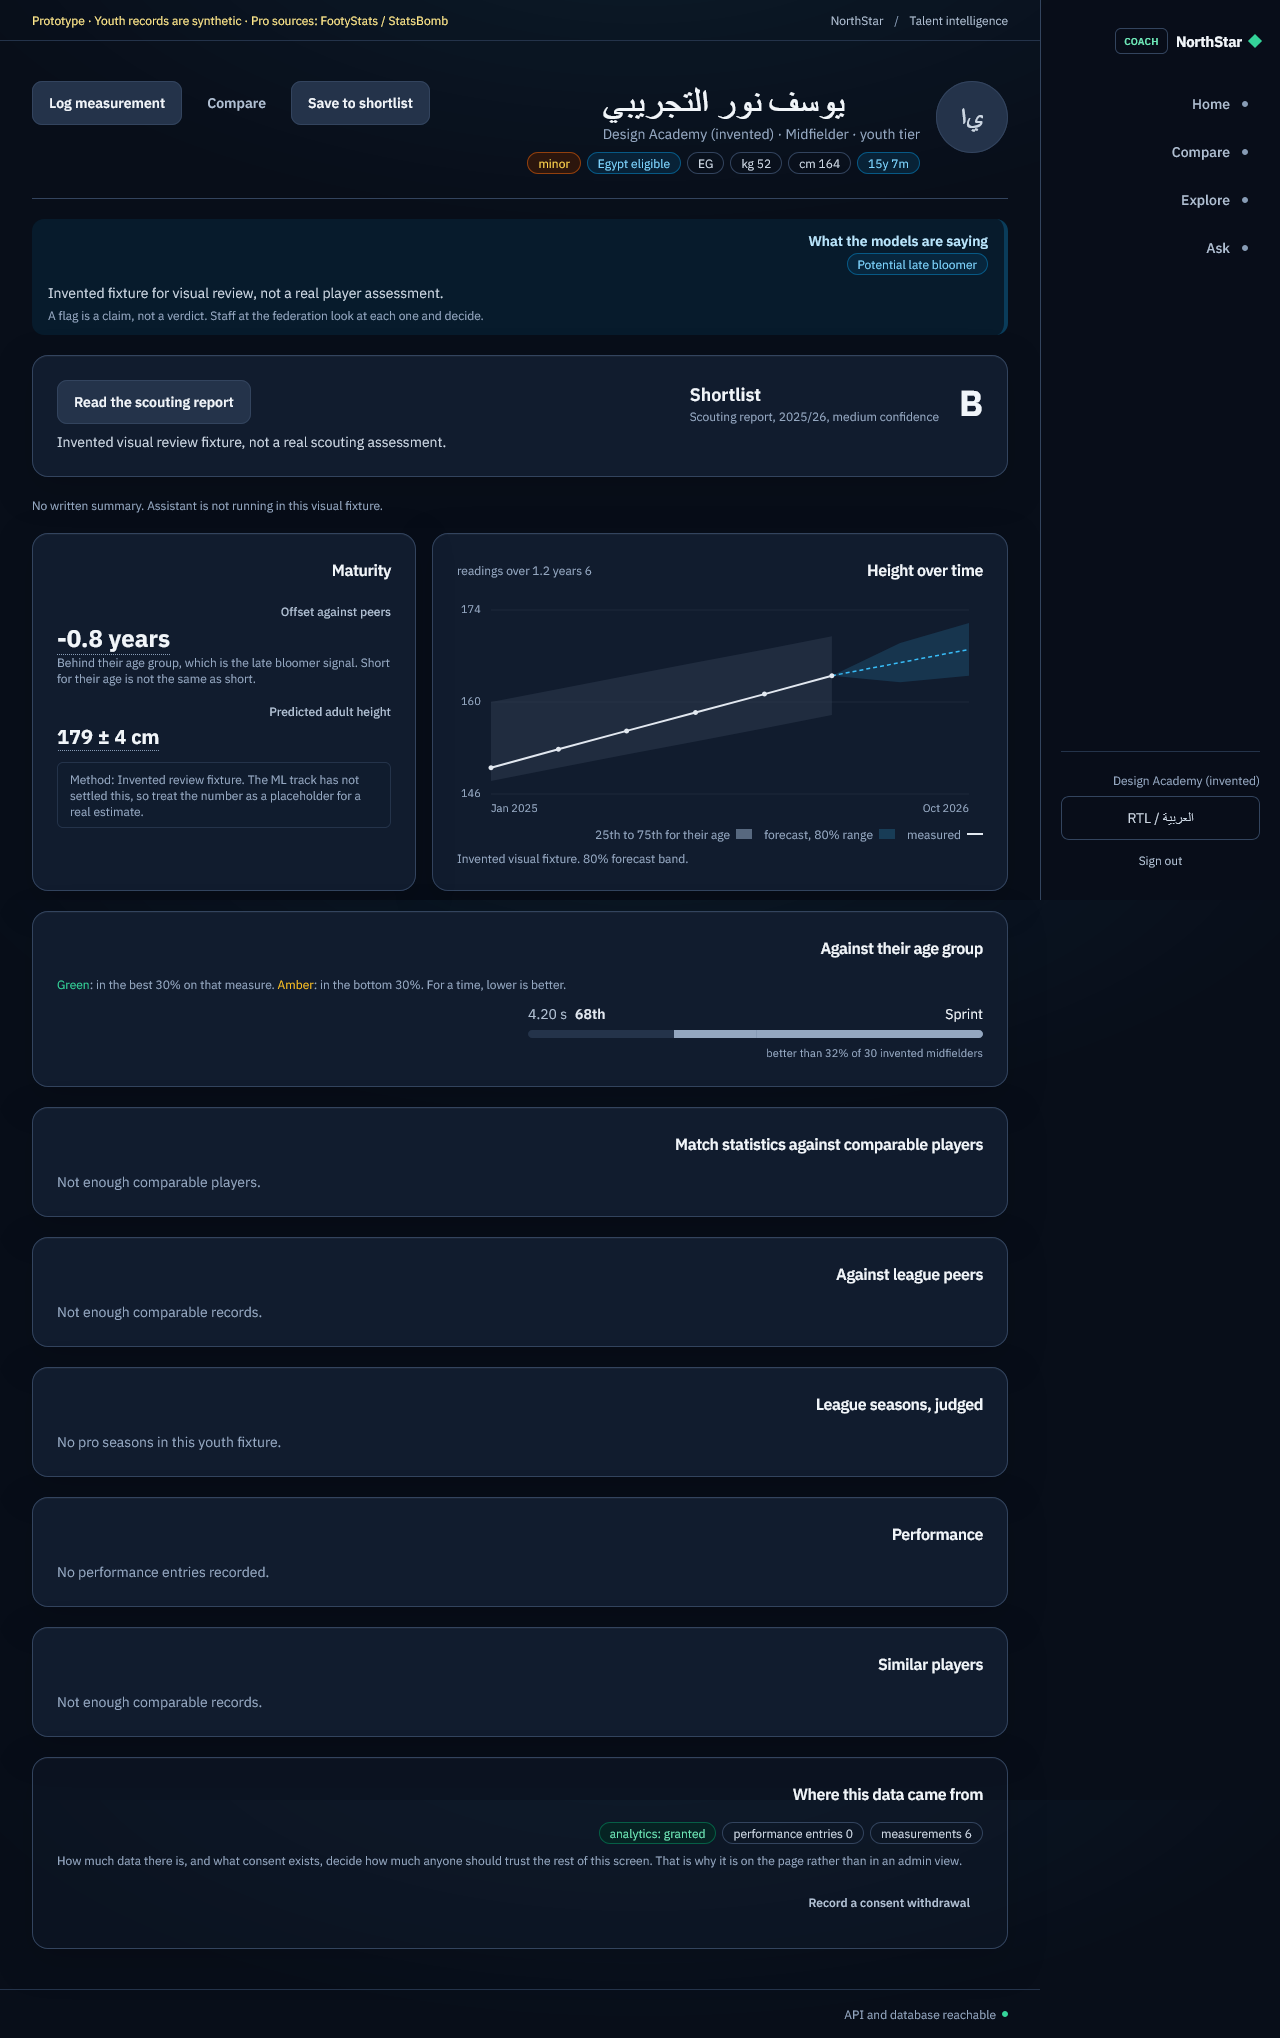 Prototype · Youth records are synthetic · Pro sources: FootyStats / StatsBomb
NorthStar / Talent intelligence
COACH NorthStar
Home
Compare
Explore
Ask
Design Academy (invented)
RTL / العربية
Sign out
يوسف نور التجريبي
يا
Design Academy (invented) · Midfielder · youth tier
minor Egypt eligible EG kg 52 cm 164 15y 7m
Log measurement Compare Save to shortlist
What the models are saying
Potential late bloomer
Invented fixture for visual review, not a real player assessment.
A flag is a claim, not a verdict. Staff at the federation look at each one and decide.
Read the scouting report
Shortlist
Scouting report, 2025/26, medium confidence
B
Invented visual review fixture, not a real scouting assessment.
No written summary. Assistant is not running in this visual fixture.
Height over time
readings over 1.2 years 6
174
160
146
Jan 2025 Oct 2026
25th to 75th for their age forecast, 80% range measured
Invented visual fixture. 80% forecast band.
Maturity
Offset against peers
-0.8 years
Behind their age group, which is the late bloomer signal. Short
for their age is not the same as short.
Predicted adult height
179 ± 4 cm
Method: Invented review fixture. The ML track has not
settled this, so treat the number as a placeholder for a
real estimate.
Against their age group
Green: in the best 30% on that measure. Amber: in the bottom 30%. For a time, lower is better.
4.20 s 68th Sprint
better than 32% of 30 invented midfielders
Match statistics against comparable players
Not enough comparable players.
Against league peers
Not enough comparable records.
League seasons, judged
No pro seasons in this youth fixture.
Performance
No performance entries recorded.
Similar players
Not enough comparable records.
Where this data came from
analytics: granted performance entries 0 measurements 6
How much data there is, and what consent exists, decide how much anyone should trust the rest of this screen. That is why it is on the page rather than in an admin view.
Record a consent withdrawal
API and database reachable